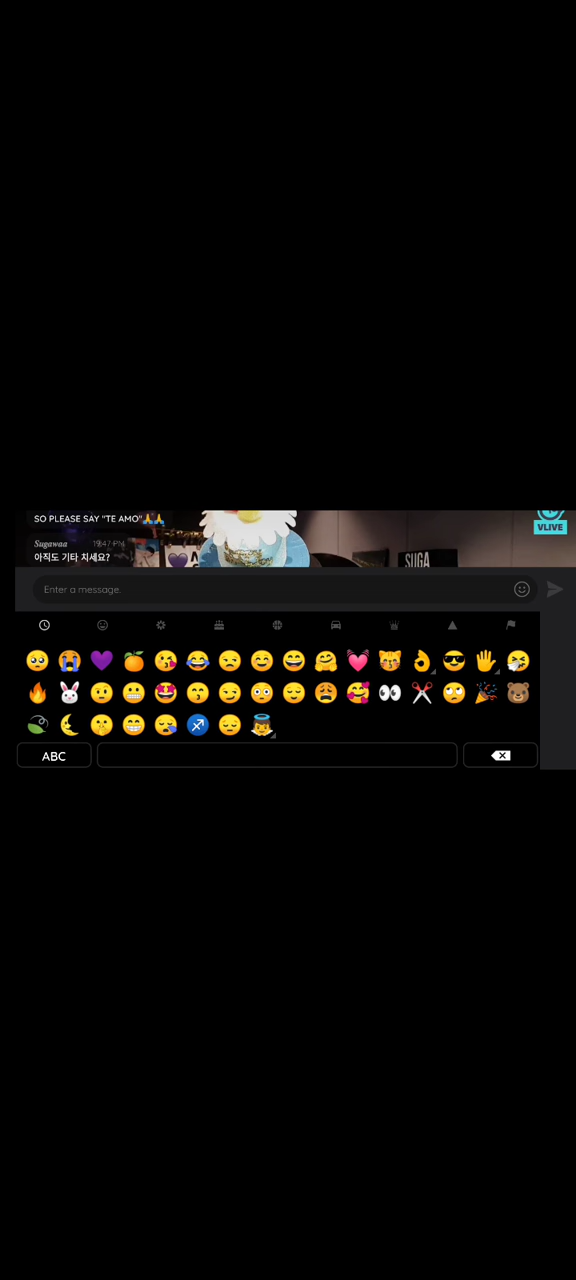 SO PLEASE SAY "TE AMO"🙏🙏
VLIVE
Sugawaa 19:47 PM
아직도 기타 치세요?
SUGA
Enter a message.
ABC